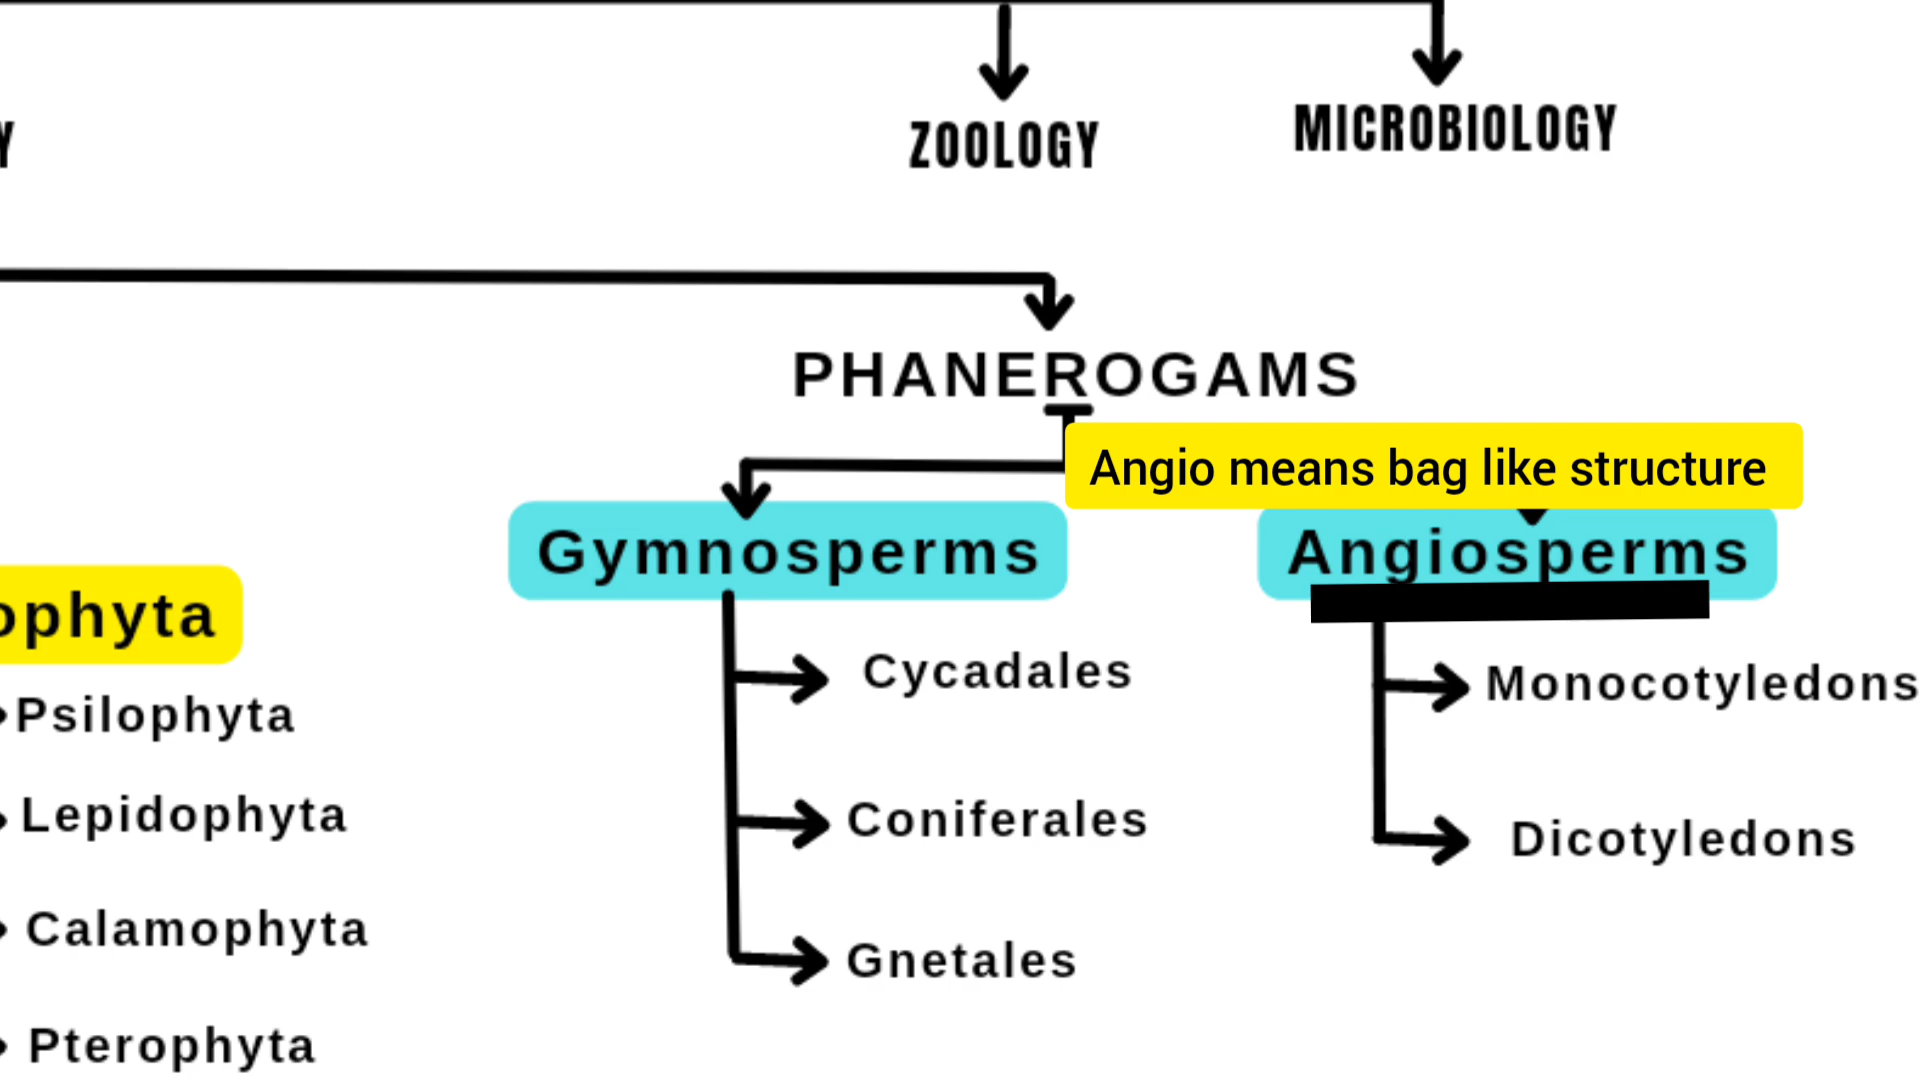 ZOOLOGY
MICROBIOLOGY
PHANEROGAMS
Angio means bag like structure
Gymnosperms
Angiosperms
ophyta
Psilophyta
Lepidophyta
Calamophyta
Pterophyta
Cycadales
Coniferales
Gnetales
Monocotyledons
Dicotyledons